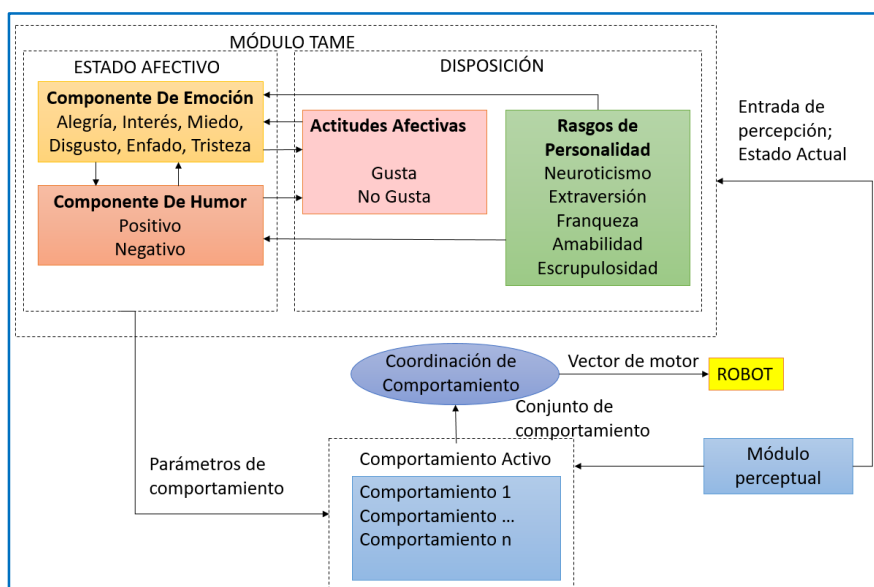 MÓDULO TAME
ESTADO AFECTIVO
Componente De Emoción
Alegría, Interés, Miedo,
Disgusto, Enfado, Tristeza
Componente De Humor
Positivo
Negativo
DISPOSICIÓN
Actitudes Afectivas
Gusta
No Gusta
Rasgos de
Personalidad
Neuroticismo
Extraversión
Franqueza
Amabilidad
Escrupulosidad
Entrada de
percepción;
Estado Actual
Coordinación de
Comportamiento
Vector de motor
ROBOT
Conjunto de
comportamiento
Parámetros de
comportamiento
Comportamiento Activo
Comportamiento 1
Comportamiento ...
Comportamiento n
Módulo
perceptual